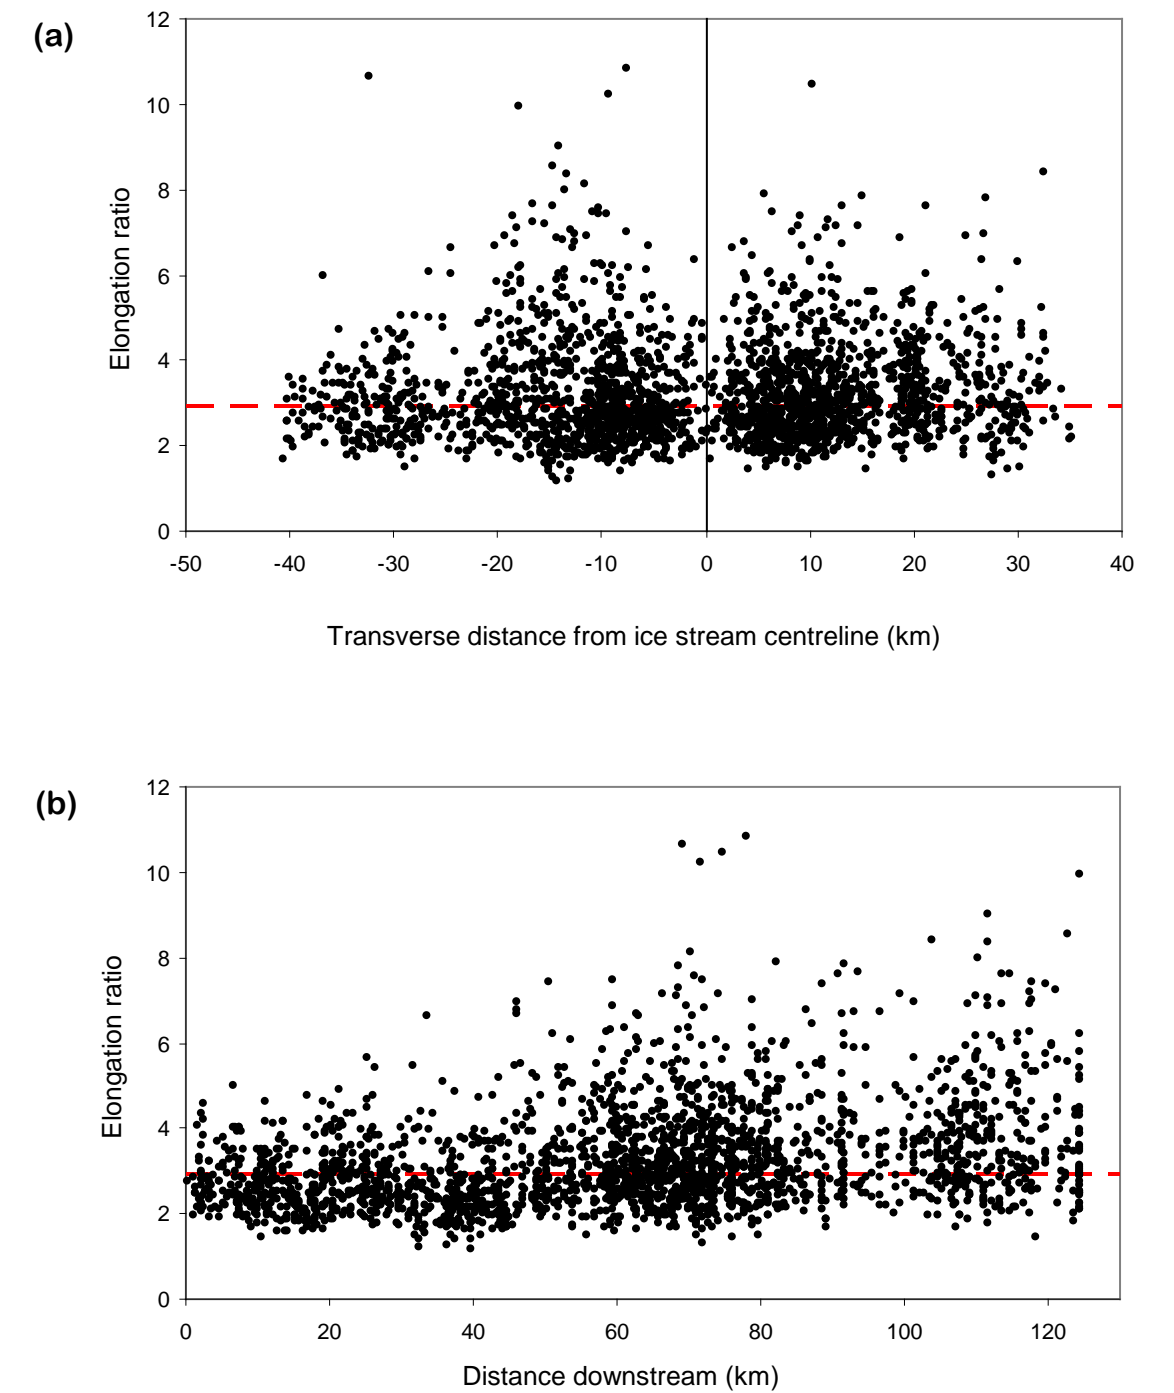 (a)
12
10
8
6
4
2
0
Elongation ratio
-50 -40 -30 -20 -10 0 10 20 30 40
Transverse distance from ice stream centreline (km)
(b)
12
10
8
6
4
2
0
Elongation ratio
0 20 40 60 80 100 120
Distance downstream (km)